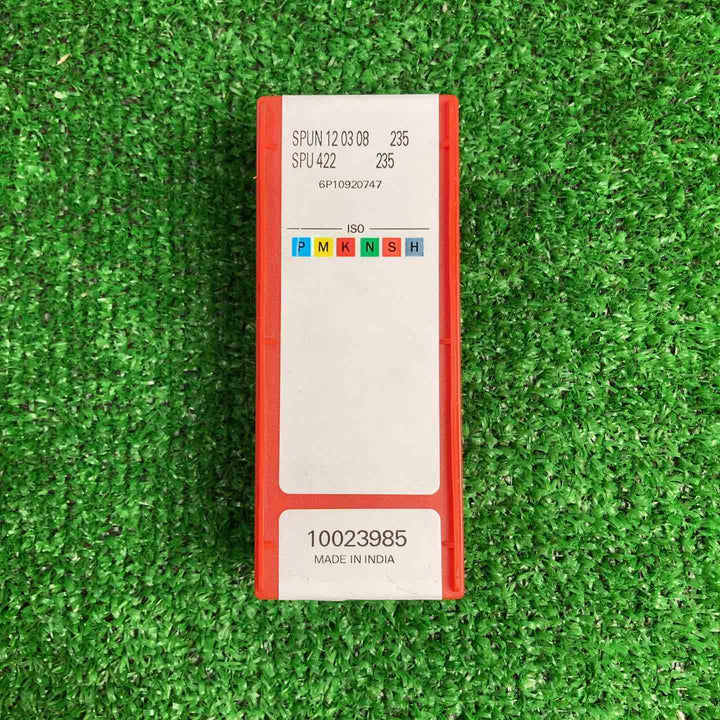 SPUN 12 03 08 235
SPU 422 235
6P10920747
ISO
P M K N S H
10023985
MADE IN INDIA